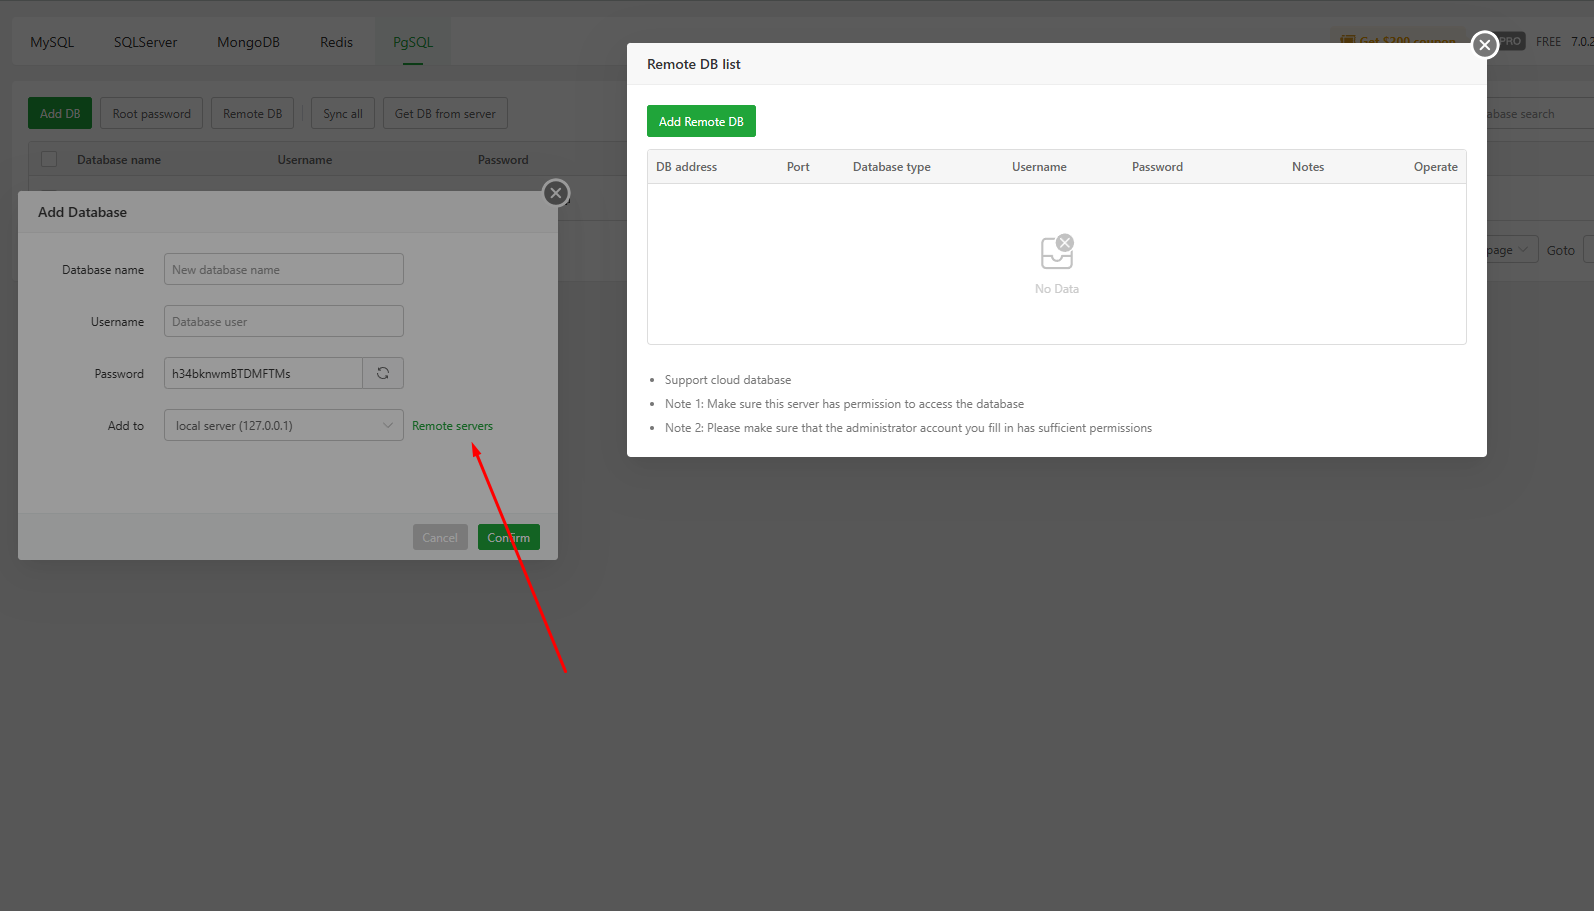 MySQL SQLServer MongoDB Redis PgSQL
Get $200 coupon PRO FREE 7.0.2
Add DB Root password Remote DB Sync all Get DB from server
abase search
Database name Username Password
page Goto
Add Database
Database name New database name
Username Database user
Password h34bknwmBTDMFTMs
Add to local server (127.0.0.1) Remote servers
Cancel Confirm
Remote DB list
Add Remote DB
DB address Port Database type Username Password Notes Operate
No Data
Support cloud database
Note 1: Make sure this server has permission to access the database
Note 2: Please make sure that the administrator account you fill in has sufficient permissions